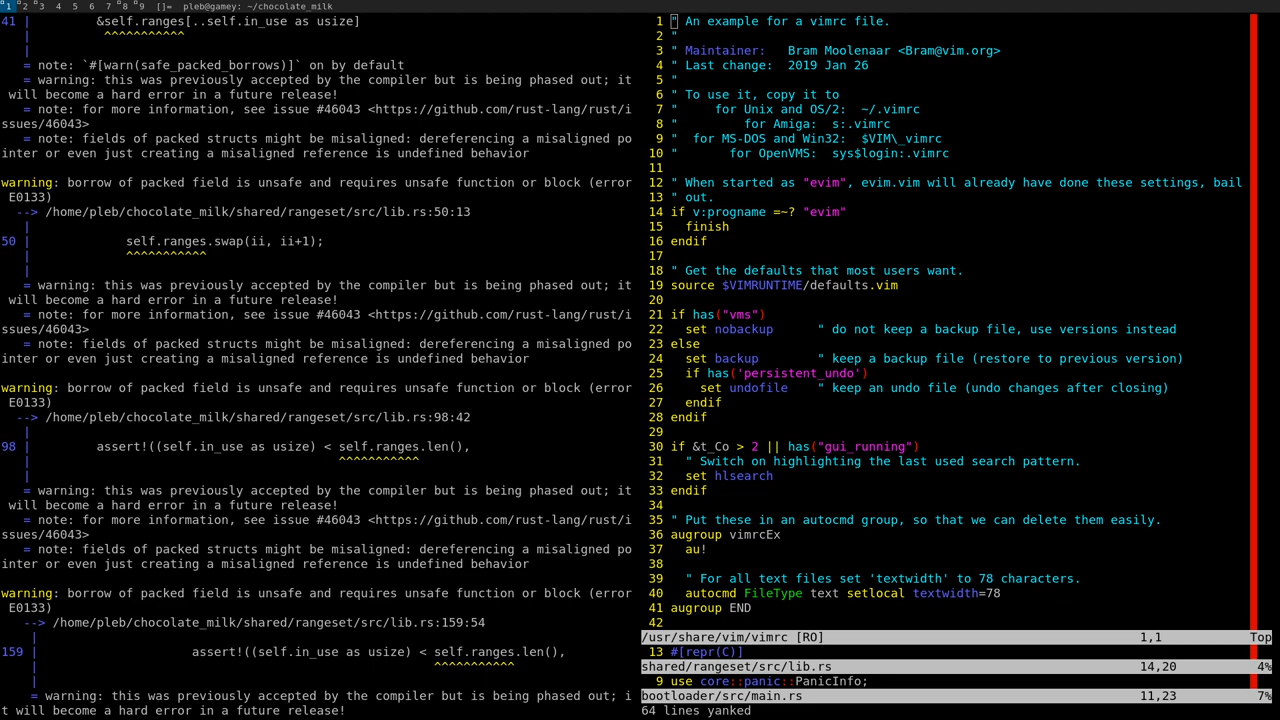 1 2 3 4 5 6 7 8 9 []= pleb@gamey: ~/chocolate_milk
41 |         &self.ranges[..self.in_use as usize]
   |          ^^^^^^^^^^^
   |
   = note: `#[warn(safe_packed_borrows)]` on by default
   = warning: this was previously accepted by the compiler but is being phased out; it
 will become a hard error in a future release!
   = note: for more information, see issue #46043 <https://github.com/rust-lang/rust/i
ssues/46043>
   = note: fields of packed structs might be misaligned: dereferencing a misaligned po
inter or even just creating a misaligned reference is undefined behavior
warning: borrow of packed field is unsafe and requires unsafe function or block (error
 E0133)
  --> /home/pleb/chocolate_milk/shared/rangeset/src/lib.rs:50:13
   |
50 |             self.ranges.swap(ii, ii+1);
   |             ^^^^^^^^^^^
   |
   = warning: this was previously accepted by the compiler but is being phased out; it
 will become a hard error in a future release!
   = note: for more information, see issue #46043 <https://github.com/rust-lang/rust/i
ssues/46043>
   = note: fields of packed structs might be misaligned: dereferencing a misaligned po
inter or even just creating a misaligned reference is undefined behavior
warning: borrow of packed field is unsafe and requires unsafe function or block (error
 E0133)
  --> /home/pleb/chocolate_milk/shared/rangeset/src/lib.rs:98:42
   |
98 |         assert!((self.in_use as usize) < self.ranges.len(),
   |                                          ^^^^^^^^^^^
   |
   = warning: this was previously accepted by the compiler but is being phased out; it
 will become a hard error in a future release!
   = note: for more information, see issue #46043 <https://github.com/rust-lang/rust/i
ssues/46043>
   = note: fields of packed structs might be misaligned: dereferencing a misaligned po
inter or even just creating a misaligned reference is undefined behavior
warning: borrow of packed field is unsafe and requires unsafe function or block (error
 E0133)
   --> /home/pleb/chocolate_milk/shared/rangeset/src/lib.rs:159:54
    |
159 |                     assert!((self.in_use as usize) < self.ranges.len(),
    |                                                      ^^^^^^^^^^^
    |
    = warning: this was previously accepted by the compiler but is being phased out; i
t will become a hard error in a future release!
  1 " An example for a vimrc file.
  2 "
  3 " Maintainer:   Bram Moolenaar <Bram@vim.org>
  4 " Last change:  2019 Jan 26
  5 "
  6 " To use it, copy it to
  7 "     for Unix and OS/2:  ~/.vimrc
  8 "         for Amiga:  s:.vimrc
  9 "  for MS-DOS and Win32:  $VIM\_vimrc
 10 "       for OpenVMS:  sys$login:.vimrc
 11
 12 " When started as "evim", evim.vim will already have done these settings, bail
 13 " out.
 14 if v:progname =~? "evim"
 15   finish
 16 endif
 17
 18 " Get the defaults that most users want.
 19 source $VIMRUNTIME/defaults.vim
 20
 21 if has("vms")
 22   set nobackup      " do not keep a backup file, use versions instead
 23 else
 24   set backup        " keep a backup file (restore to previous version)
 25   if has('persistent_undo')
 26     set undofile    " keep an undo file (undo changes after closing)
 27   endif
 28 endif
 29
 30 if &t_Co > 2 || has("gui_running")
 31   " Switch on highlighting the last used search pattern.
 32   set hlsearch
 33 endif
 34
 35 " Put these in an autocmd group, so that we can delete them easily.
 36 augroup vimrcEx
 37   au!
 38
 39   " For all text files set 'textwidth' to 78 characters.
 40   autocmd FileType text setlocal textwidth=78
 41 augroup END
 42
/usr/share/vim/vimrc [RO] 1,1 Top
 13 #[repr(C)]
shared/rangeset/src/lib.rs 14,20 4%
  9 use core::panic::PanicInfo;
bootloader/src/main.rs 11,23 7%
64 lines yanked